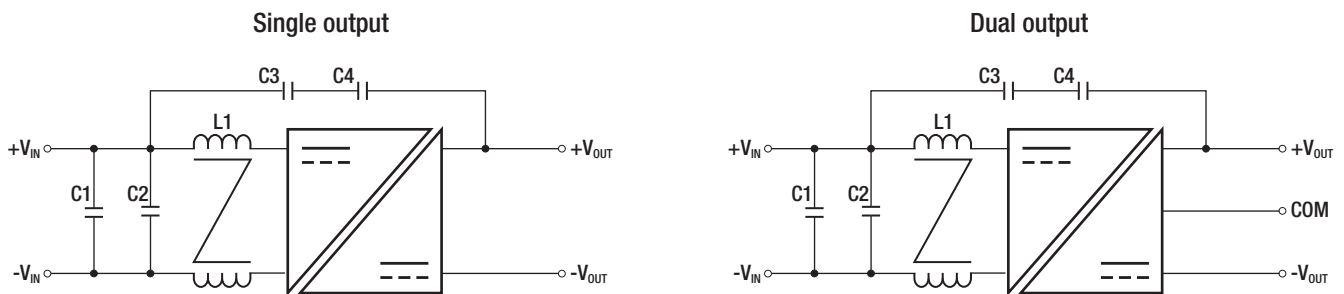 Single output
C3 C4
L1
+VIN
+VOUT
C1 C2
-VIN
-VOUT
Dual output
C3 C4
L1
+VIN
+VOUT
C1 C2
COM
-VIN
-VOUT